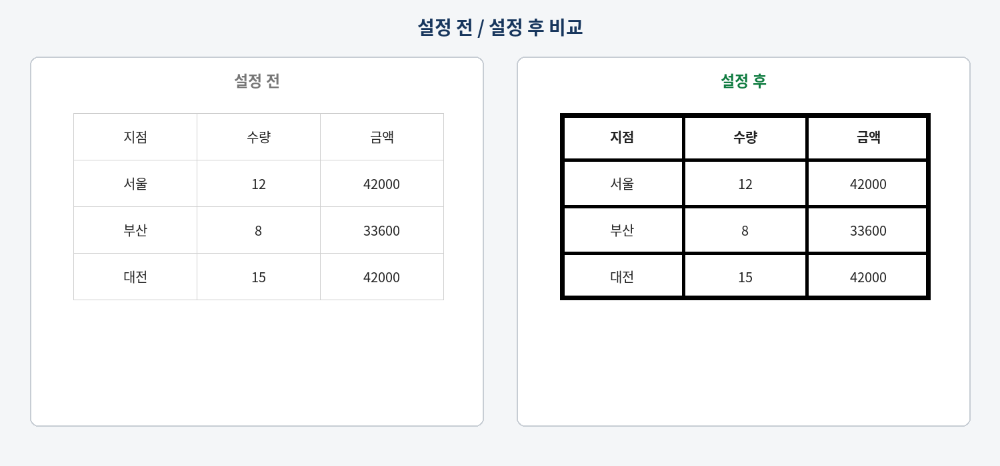 설정 전 / 설정 후 비교
설정 전
지점 수량 금액
서울 12 42000
부산 8 33600
대전 15 42000
설정 후
지점 수량 금액
서울 12 42000
부산 8 33600
대전 15 42000